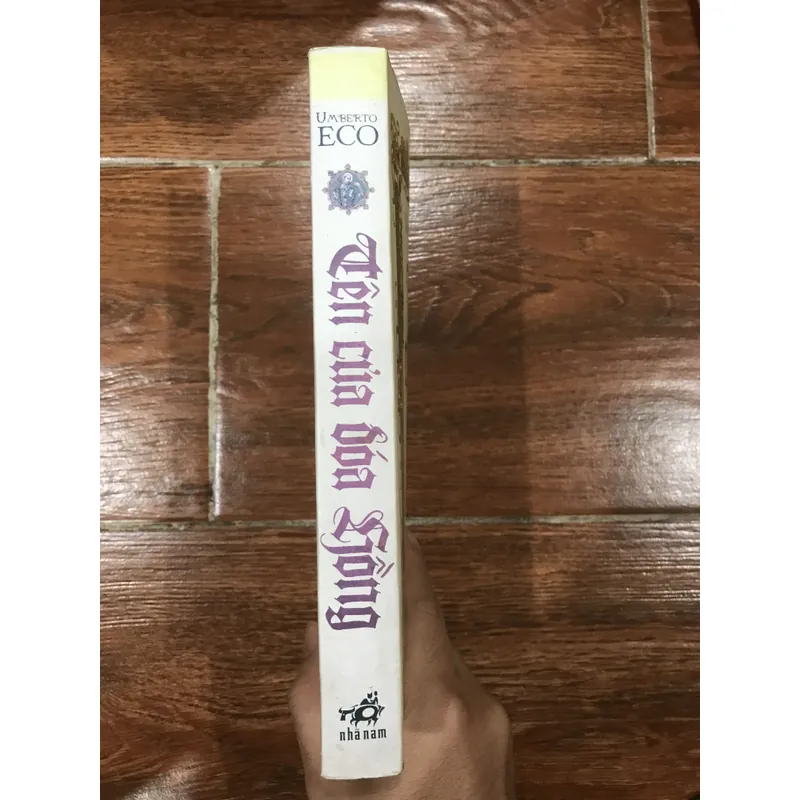 UMBERTO
ECO
Tên của đóa Hồng
nhã nam